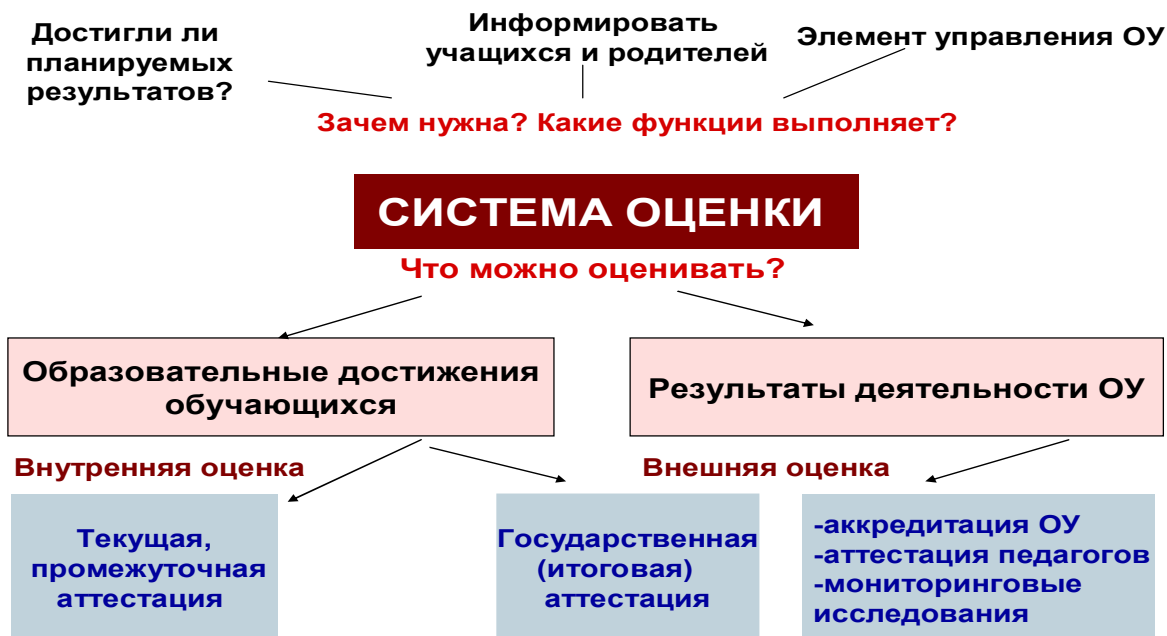 Достигли ли
планируемых
результатов?
Информировать
учащихся и родителей
Элемент управления ОУ
Зачем нужна? Какие функции выполняет?
СИСТЕМА ОЦЕНКИ
Что можно оценивать?
Образовательные достижения
обучающихся
Результаты деятельности ОУ
Внутренняя оценка
Внешняя оценка
Текущая,
промежуточная
аттестация
Государственная
(итоговая)
аттестация
-аккредитация ОУ
-аттестация педагогов
-мониторинговые
исследования